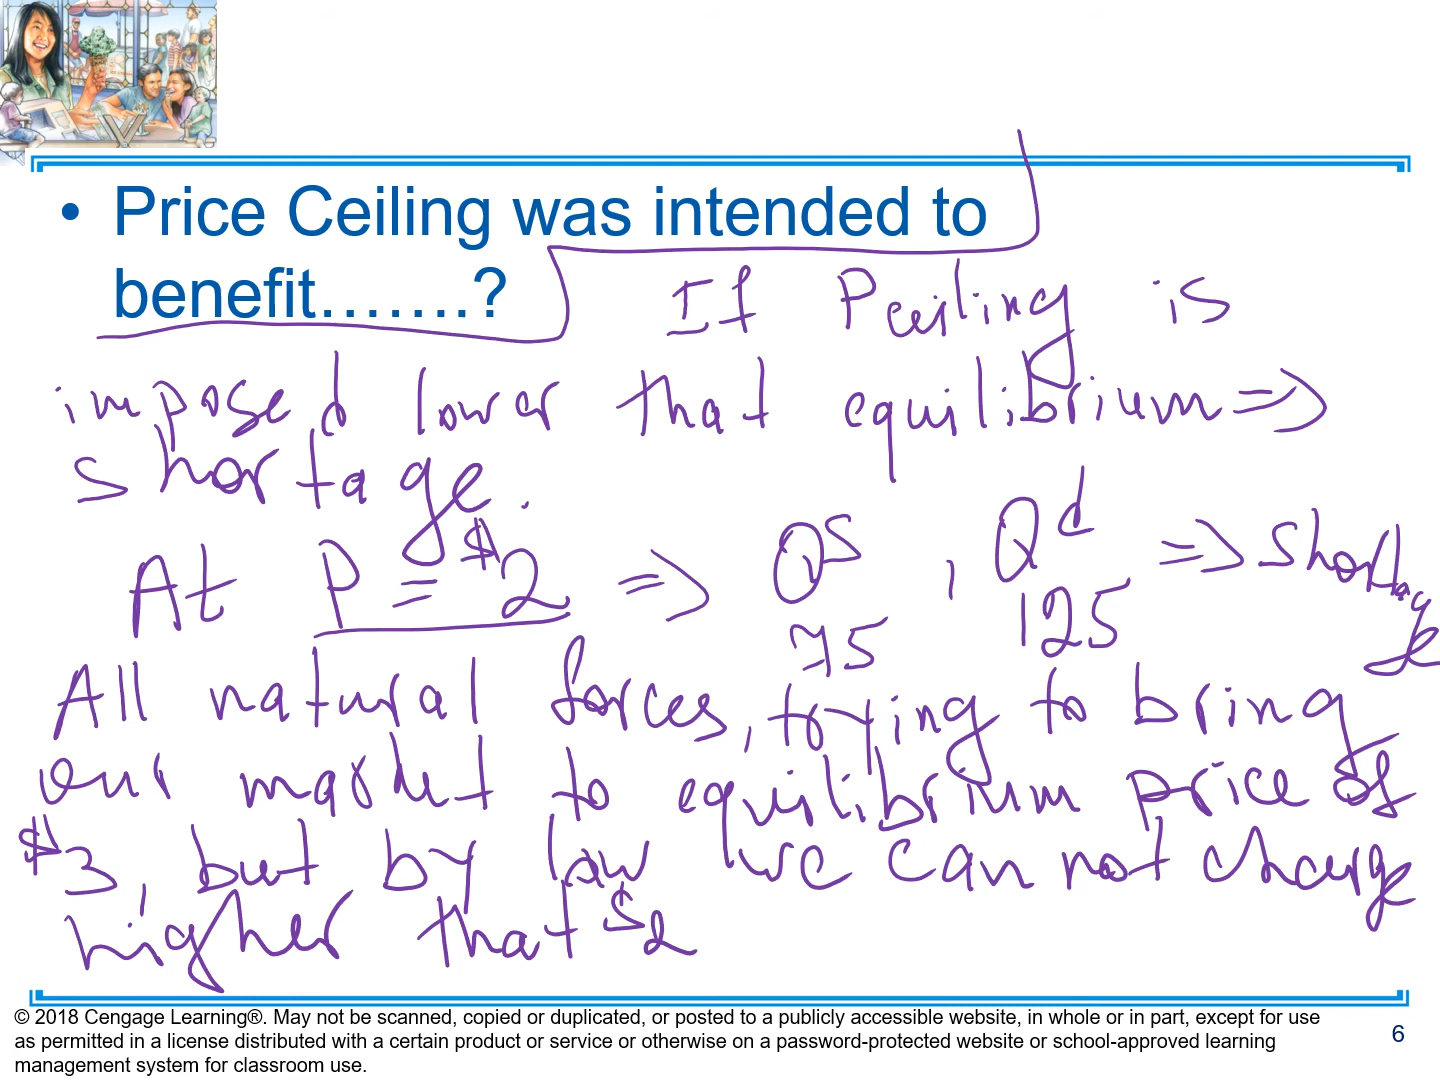 • Price Ceiling was intended to
benefit.......?
If Pceiling is
imposed lower that equilibrium =>
shortage.
At P = $2 => Qs , Qd => shortage
75 125
All natural forces, trying to bring
our market to equilibrium price of
$3, but by law we can not charge
higher that $2
© 2018 Cengage Learning®. May not be scanned, copied or duplicated, or posted to a publicly accessible website, in whole or in part, except for use
as permitted in a license distributed with a certain product or service or otherwise on a password-protected website or school-approved learning
management system for classroom use.
6